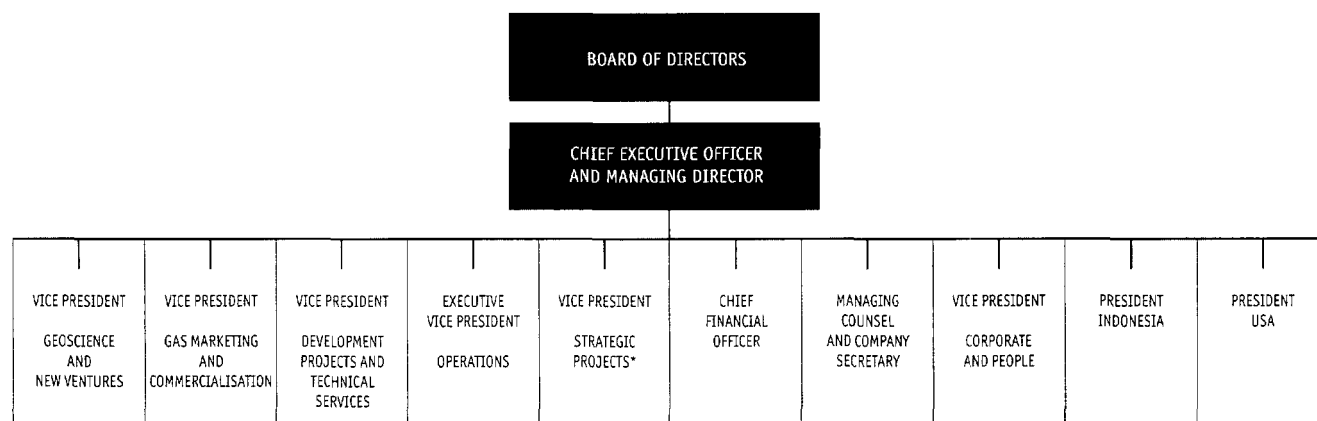 BOARD OF DIRECTORS
CHIEF EXECUTIVE OFFICER
AND MANAGING DIRECTOR
VICE PRESIDENT
GEOSCIENCE
AND
NEW VENTURES
VICE PRESIDENT
GAS MARKETING
AND
COMMERCIALISATION
VICE PRESIDENT
DEVELOPMENT
PROJECTS AND
TECHNICAL
SERVICES
EXECUTIVE
VICE PRESIDENT
OPERATIONS
VICE PRESIDENT
STRATEGIC
PROJECTS*
CHIEF
FINANCIAL
OFFICER
MANAGING
COUNSEL
AND COMPANY
SECRETARY
VICE PRESIDENT
CORPORATE
AND PEOPLE
PRESIDENT
INDONESIA
PRESIDENT
USA